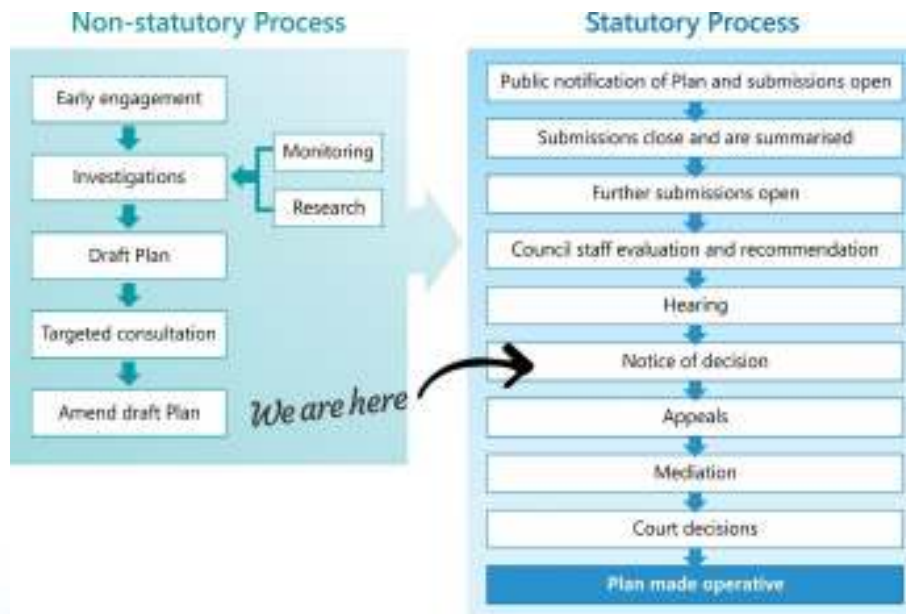 Non-statutory Process
Early engagement
Investigations
Monitoring
Research
Draft Plan
Targeted consultation
Amend draft Plan
We are here
Statutory Process
Public notification of Plan and submissions open
Submissions close and are summarised
Further submissions open
Council staff evaluation and recommendation
Hearing
Notice of decision
Appeals
Mediation
Court decisions
Plan made operative